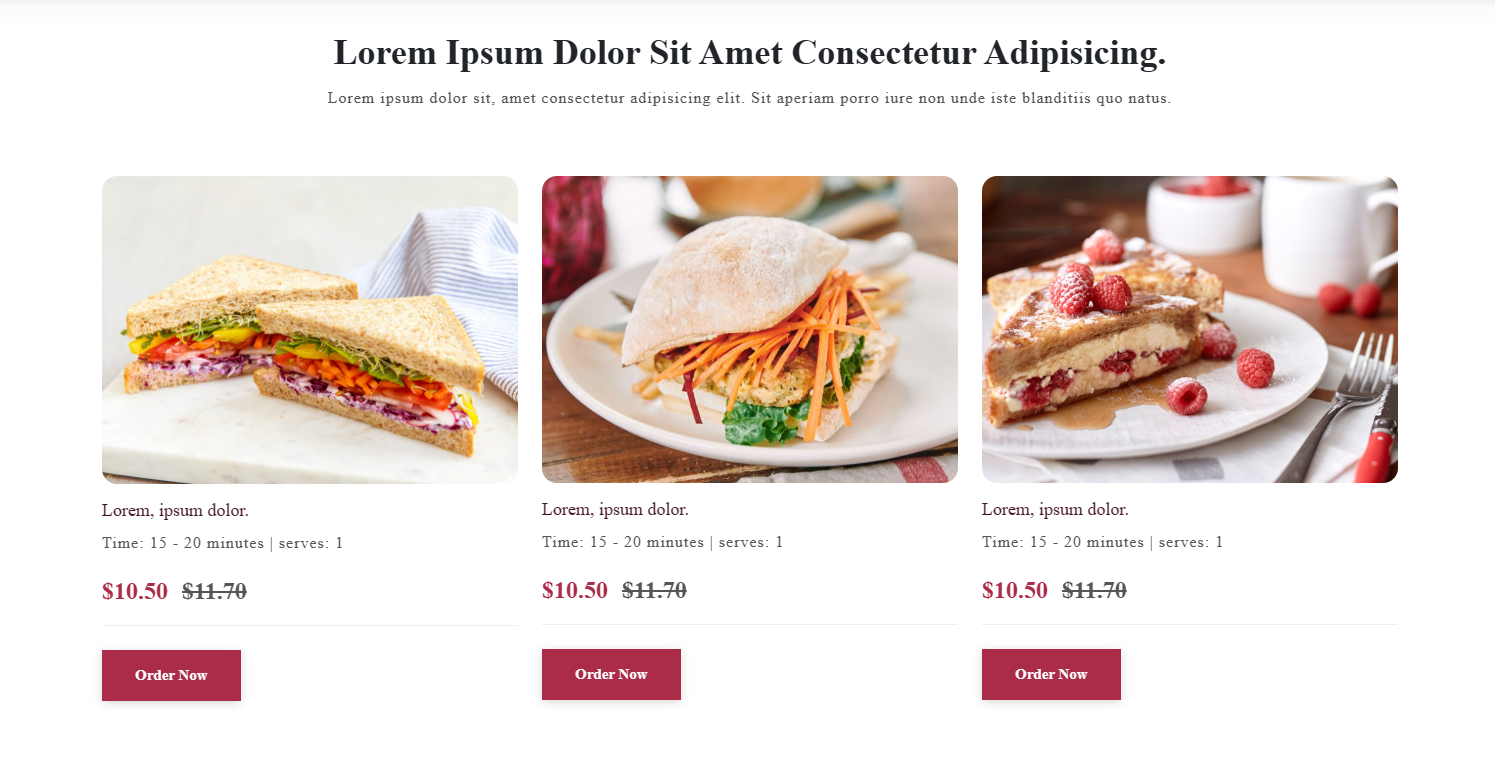 Lorem Ipsum Dolor Sit Amet Consectetur Adipisicing.
Lorem ipsum dolor sit, amet consectetur adipisicing elit. Sit aperiam porro iure non unde iste blanditiis quo natus.
Lorem, ipsum dolor.
Time: 15 - 20 minutes | serves: 1
$10.50 $11.70
Order Now
Lorem, ipsum dolor.
Time: 15 - 20 minutes | serves: 1
$10.50 $11.70
Order Now
Lorem, ipsum dolor.
Time: 15 - 20 minutes | serves: 1
$10.50 $11.70
Order Now